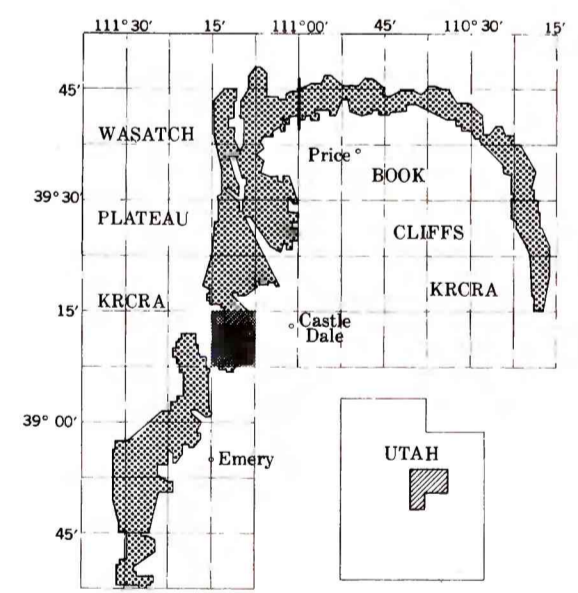 111° 30′ 15′ 111° 00′ 45′ 110° 30′ 15′
45′
WASATCH
Price
BOOK
39° 30′
PLATEAU
CLIFFS
KRCRA
KRCRA
15′
Castle
Dale
39° 00′
Emery
UTAH
45′